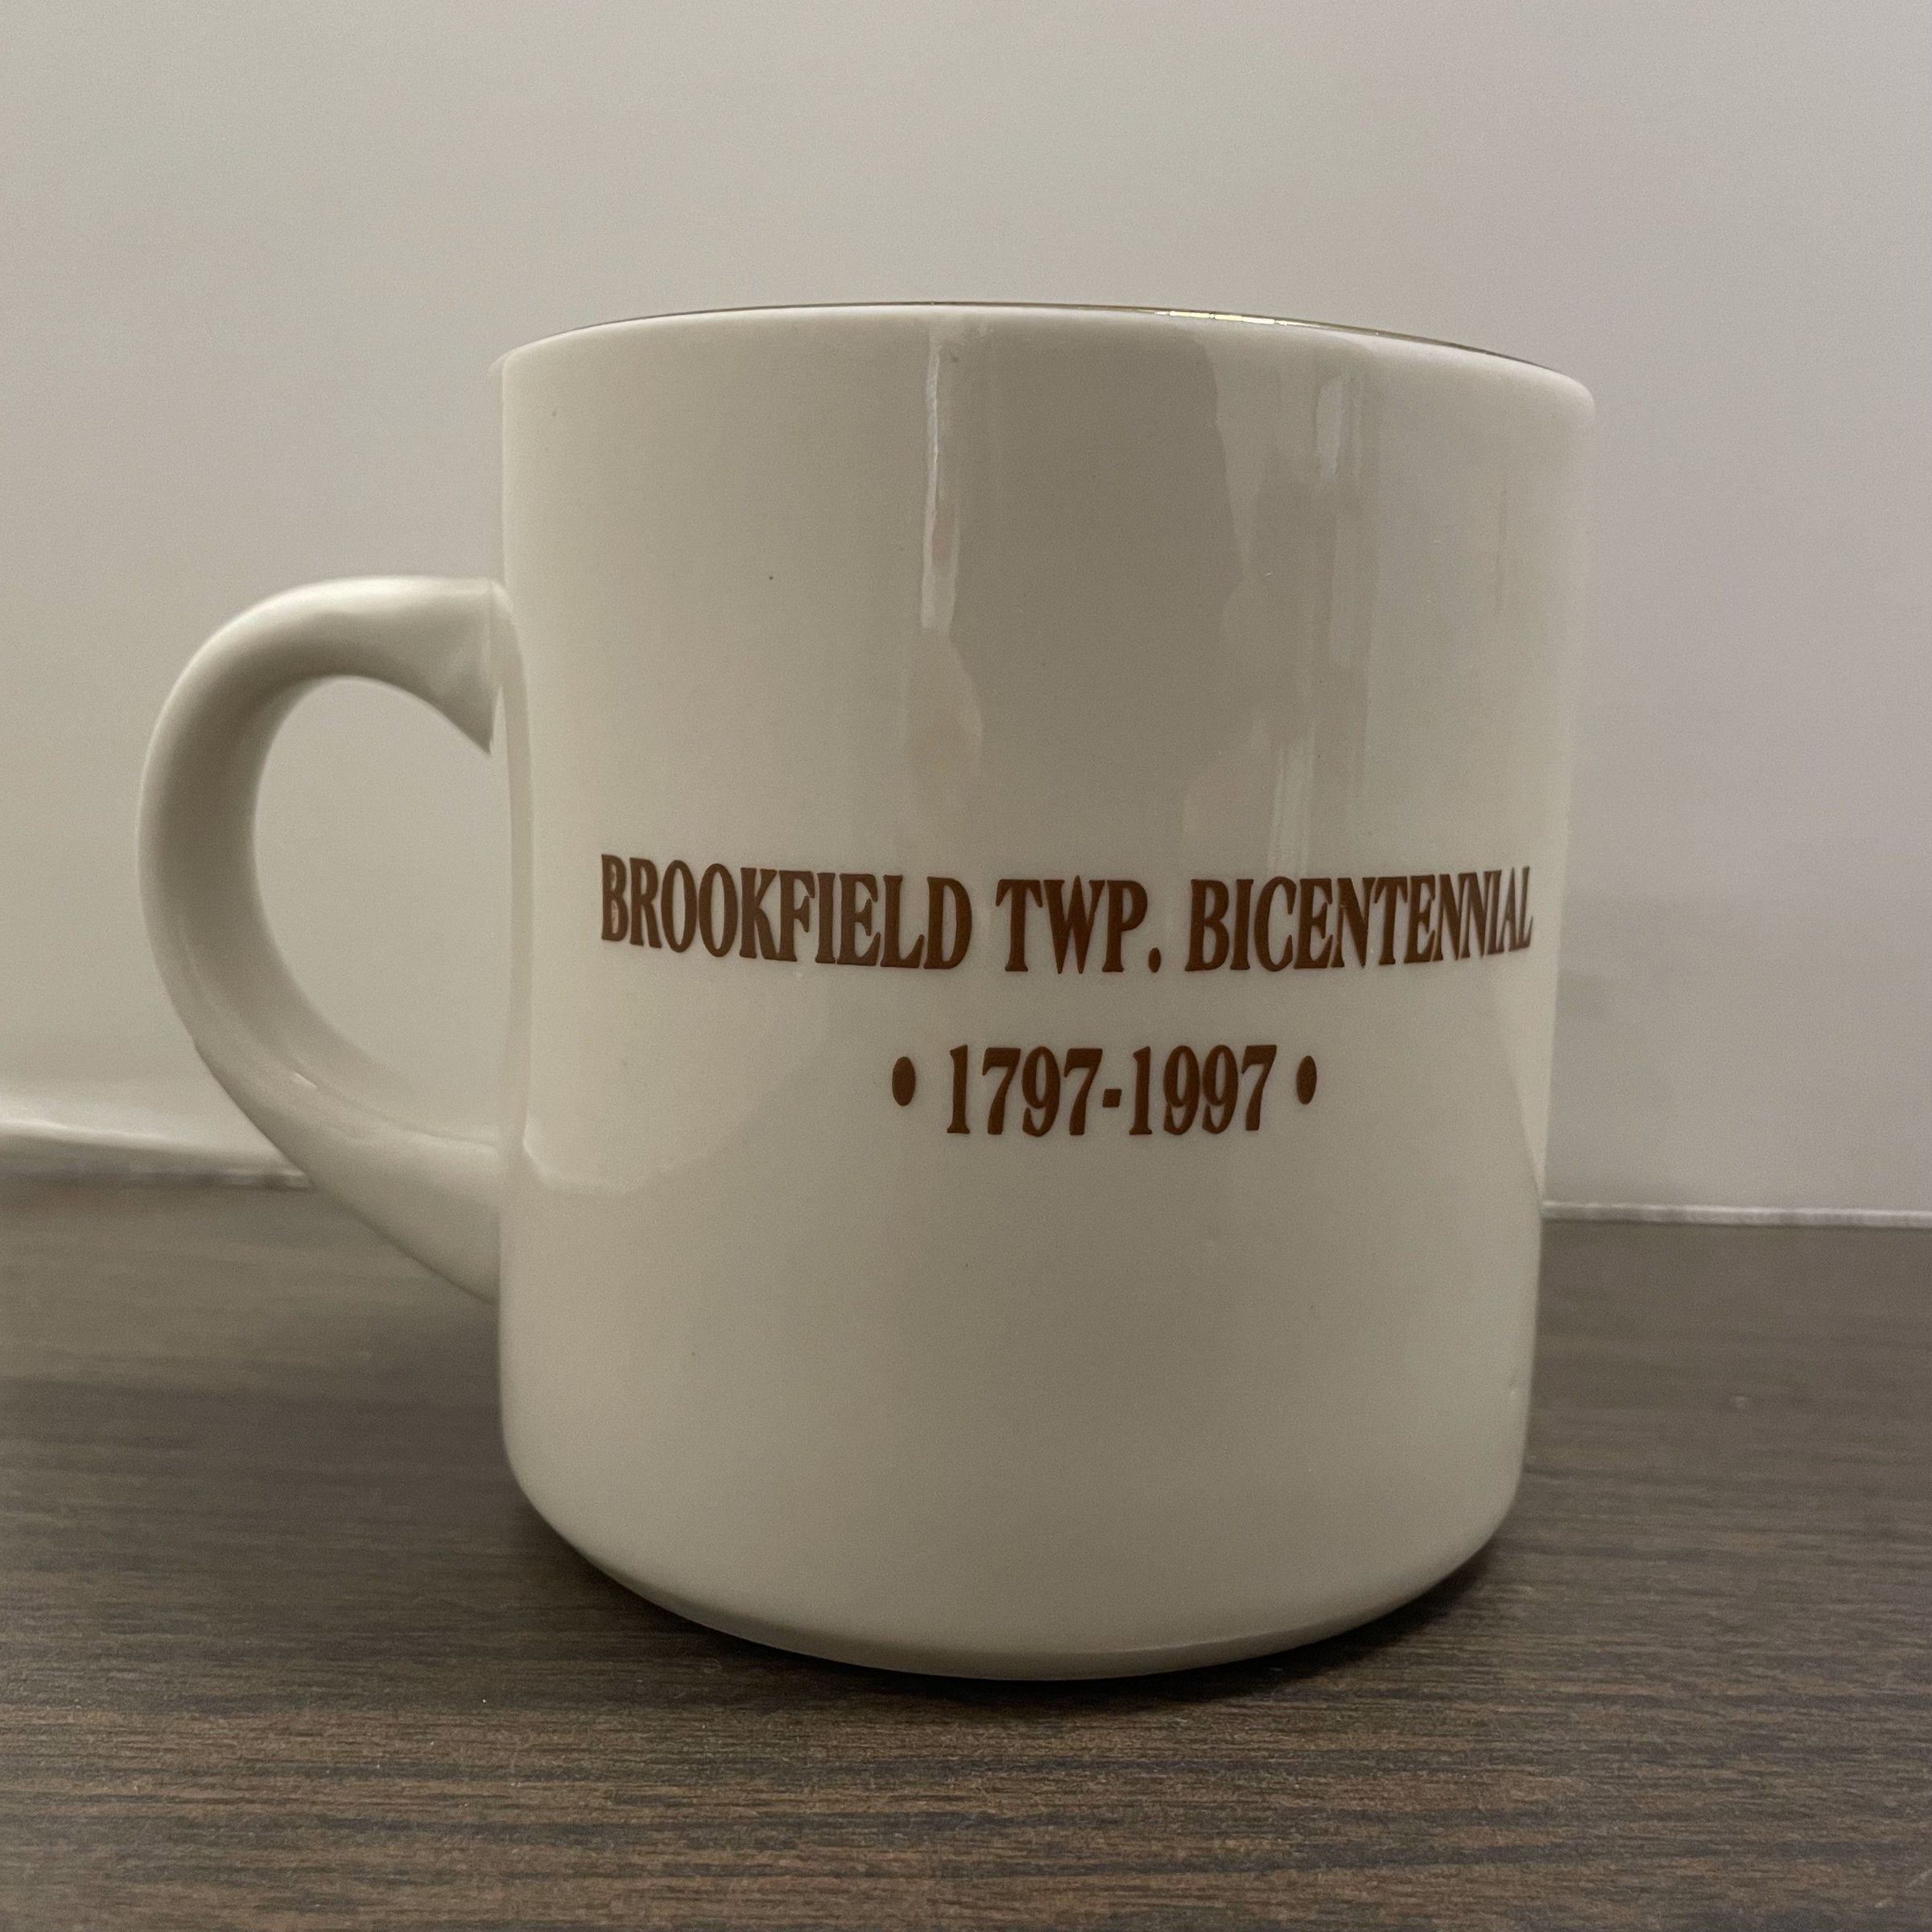 BROOKFIELD TWP. BICENTENNIAL
• 1797-1997 •